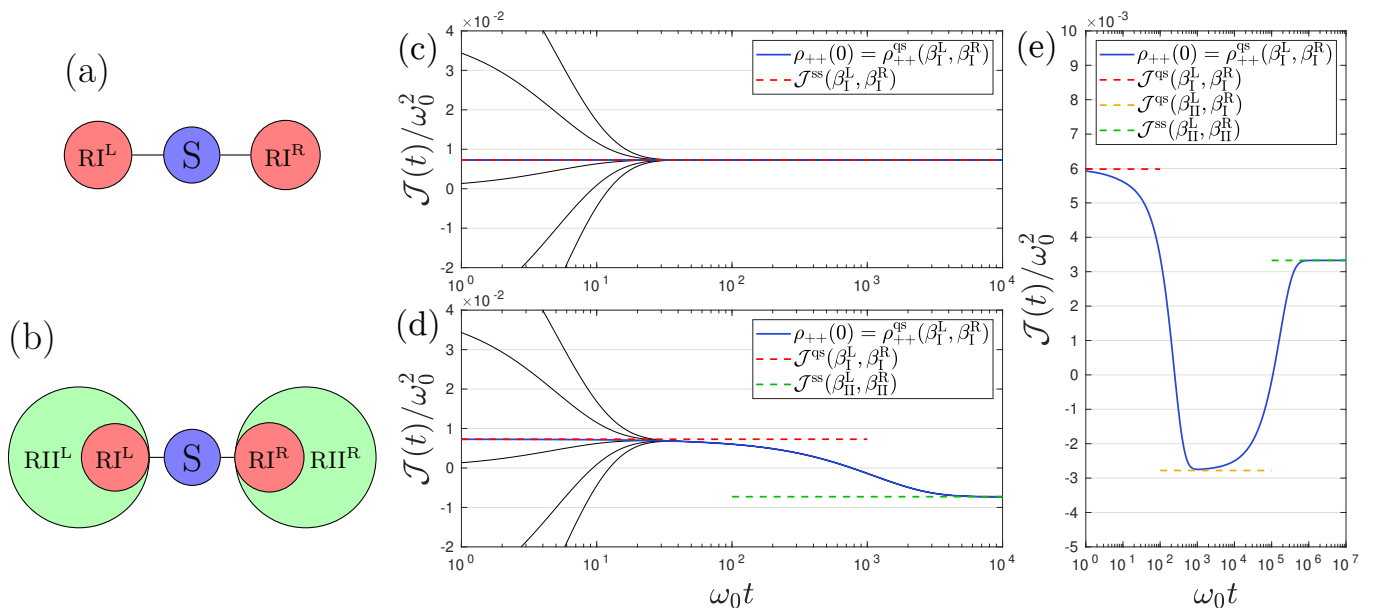 (a)
RI^L S RI^R
(b)
RII^L RI^L S RI^R RII^R
(c)
×10^-2
4
3
2
1
0
-1
-2
𝒥(t)/ω_0^2
ρ_++(0) = ρ_++^qs(β_I^L, β_I^R)
𝒥^ss(β_I^L, β_I^R)
10^0 10^1 10^2 10^3 10^4
(d)
×10^-2
4
3
2
1
0
-1
-2
𝒥(t)/ω_0^2
ρ_++(0) = ρ_++^qs(β_I^L, β_I^R)
𝒥^qs(β_I^L, β_I^R)
𝒥^ss(β_II^L, β_II^R)
10^0 10^1 10^2 10^3 10^4
ω_0t
(e)
×10^-3
10
9
8
7
6
5
4
3
2
1
0
-1
-2
-3
-4
-5
𝒥(t)/ω_0^2
ρ_++(0) = ρ_++^qs(β_I^L, β_I^R)
𝒥^qs(β_I^L, β_I^R)
𝒥^qs(β_II^L, β_I^R)
𝒥^ss(β_II^L, β_II^R)
10^0 10^1 10^2 10^3 10^4 10^5 10^6 10^7
ω_0t